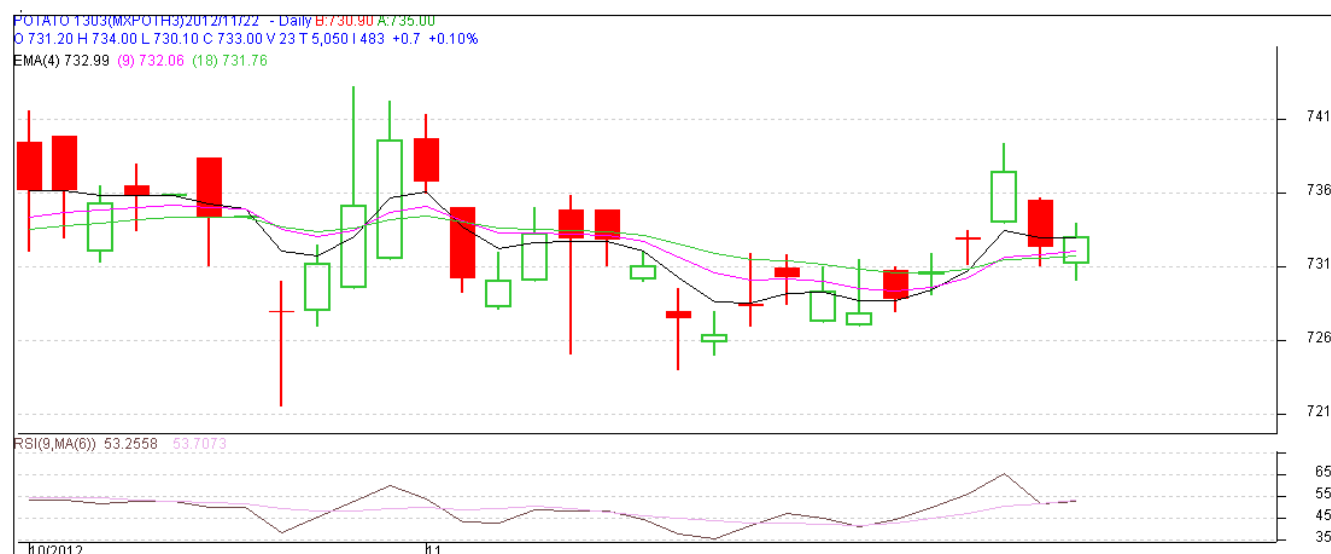 POTATO 1303(MXPOTH3)2012/11/22 - Daily B:730.90 A:735.00
O 731.20 H 734.00 L 730.10 C 733.00 V 23 T 5,050 I 483 +0.7 +0.10%
EMA(4) 732.99 (9) 732.06 (18) 731.76
741
736
731
726
721
RSI(9,MA(6)) 53.2558 53.7073
65
55
45
35
10/2012 11